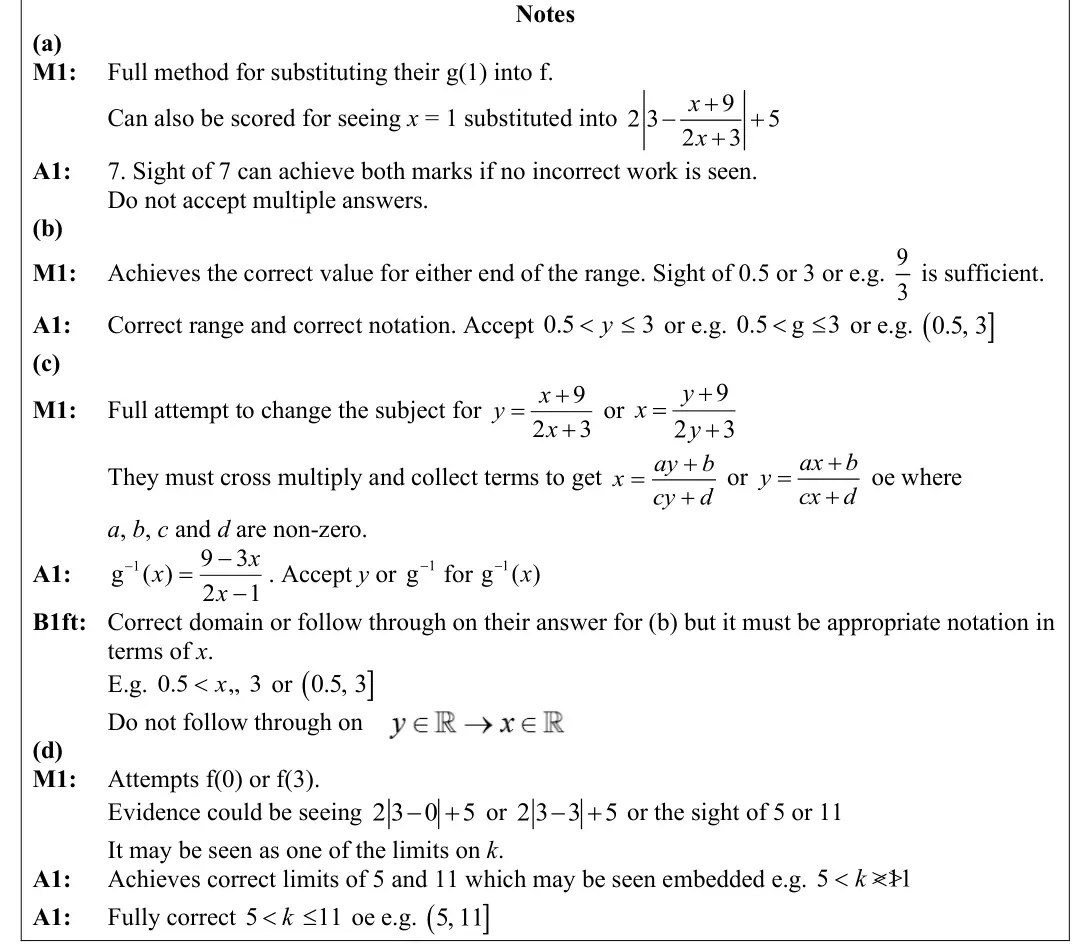 Notes
(a)
M1: Full method for substituting their g(1) into f.
Can also be scored for seeing x = 1 substituted into 2|3 − (x+9)/(2x+3)| + 5
A1: 7. Sight of 7 can achieve both marks if no incorrect work is seen.
Do not accept multiple answers.
(b)
M1: Achieves the correct value for either end of the range. Sight of 0.5 or 3 or e.g. 9/3 is sufficient.
A1: Correct range and correct notation. Accept 0.5 < y ≤ 3 or e.g. 0.5 < g ≤3 or e.g. (0.5, 3]
(c)
M1: Full attempt to change the subject for y = (x+9)/(2x+3) or x = (y+9)/(2y+3)
They must cross multiply and collect terms to get x = (ay+b)/(cy+d) or y = (ax+b)/(cx+d) oe where
a, b, c and d are non-zero.
A1: g⁻¹(x) = (9−3x)/(2x−1). Accept y or g⁻¹ for g⁻¹(x)
B1ft: Correct domain or follow through on their answer for (b) but it must be appropriate notation in
terms of x.
E.g. 0.5 < x,, 3 or (0.5, 3]
Do not follow through on y ∈ ℝ → x ∈ ℝ
(d)
M1: Attempts f(0) or f(3).
Evidence could be seeing 2|3−0|+5 or 2|3−3|+5 or the sight of 5 or 11
It may be seen as one of the limits on k.
A1: Achieves correct limits of 5 and 11 which may be seen embedded e.g. 5 < k
A1: Fully correct 5 < k ≤11 oe e.g. (5, 11]